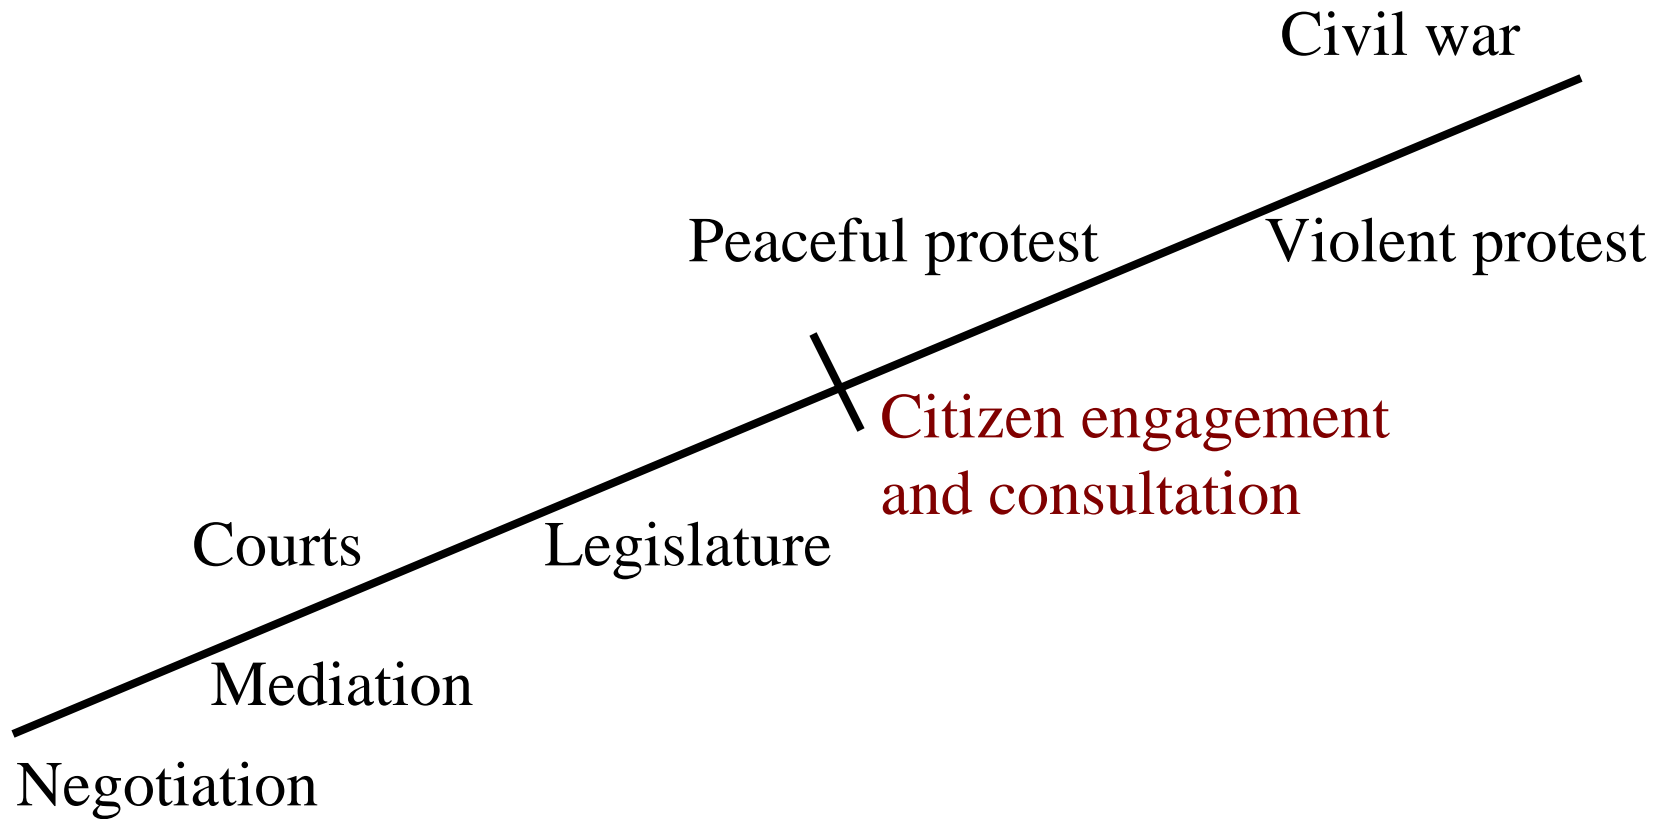 Civil war
Peaceful protest
Violent protest
Citizen engagement
and consultation
Courts
Legislature
Mediation
Negotiation